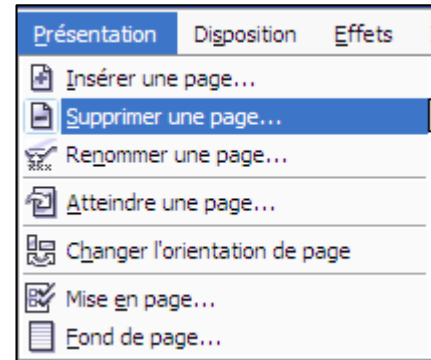 Présentation Disposition Effets
Insérer une page...
Supprimer une page...
Renommer une page...
Atteindre une page...
Changer l'orientation de page
Mise en page...
Fond de page...